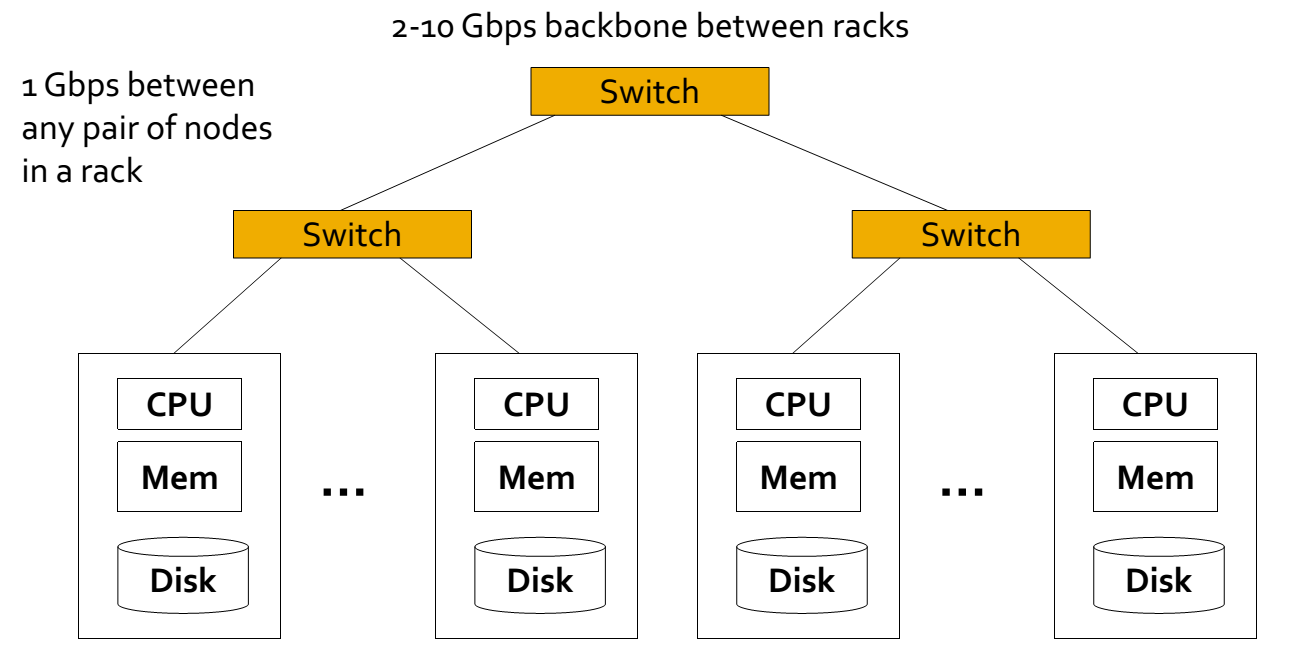 2-10 Gbps backbone between racks
1 Gbps between
any pair of nodes
in a rack
Switch
Switch
Switch
CPU
CPU
CPU
CPU
Mem
…
Mem
Mem
…
Mem
Disk
Disk
Disk
Disk